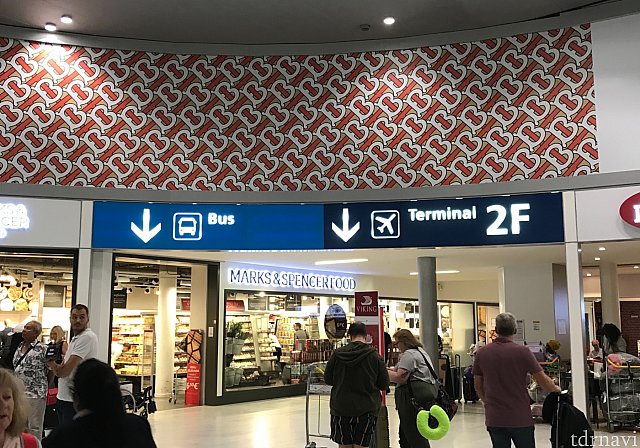 Bus
Terminal 2F
MARKS & SPENCER FOOD
VIKING
tdrnavi